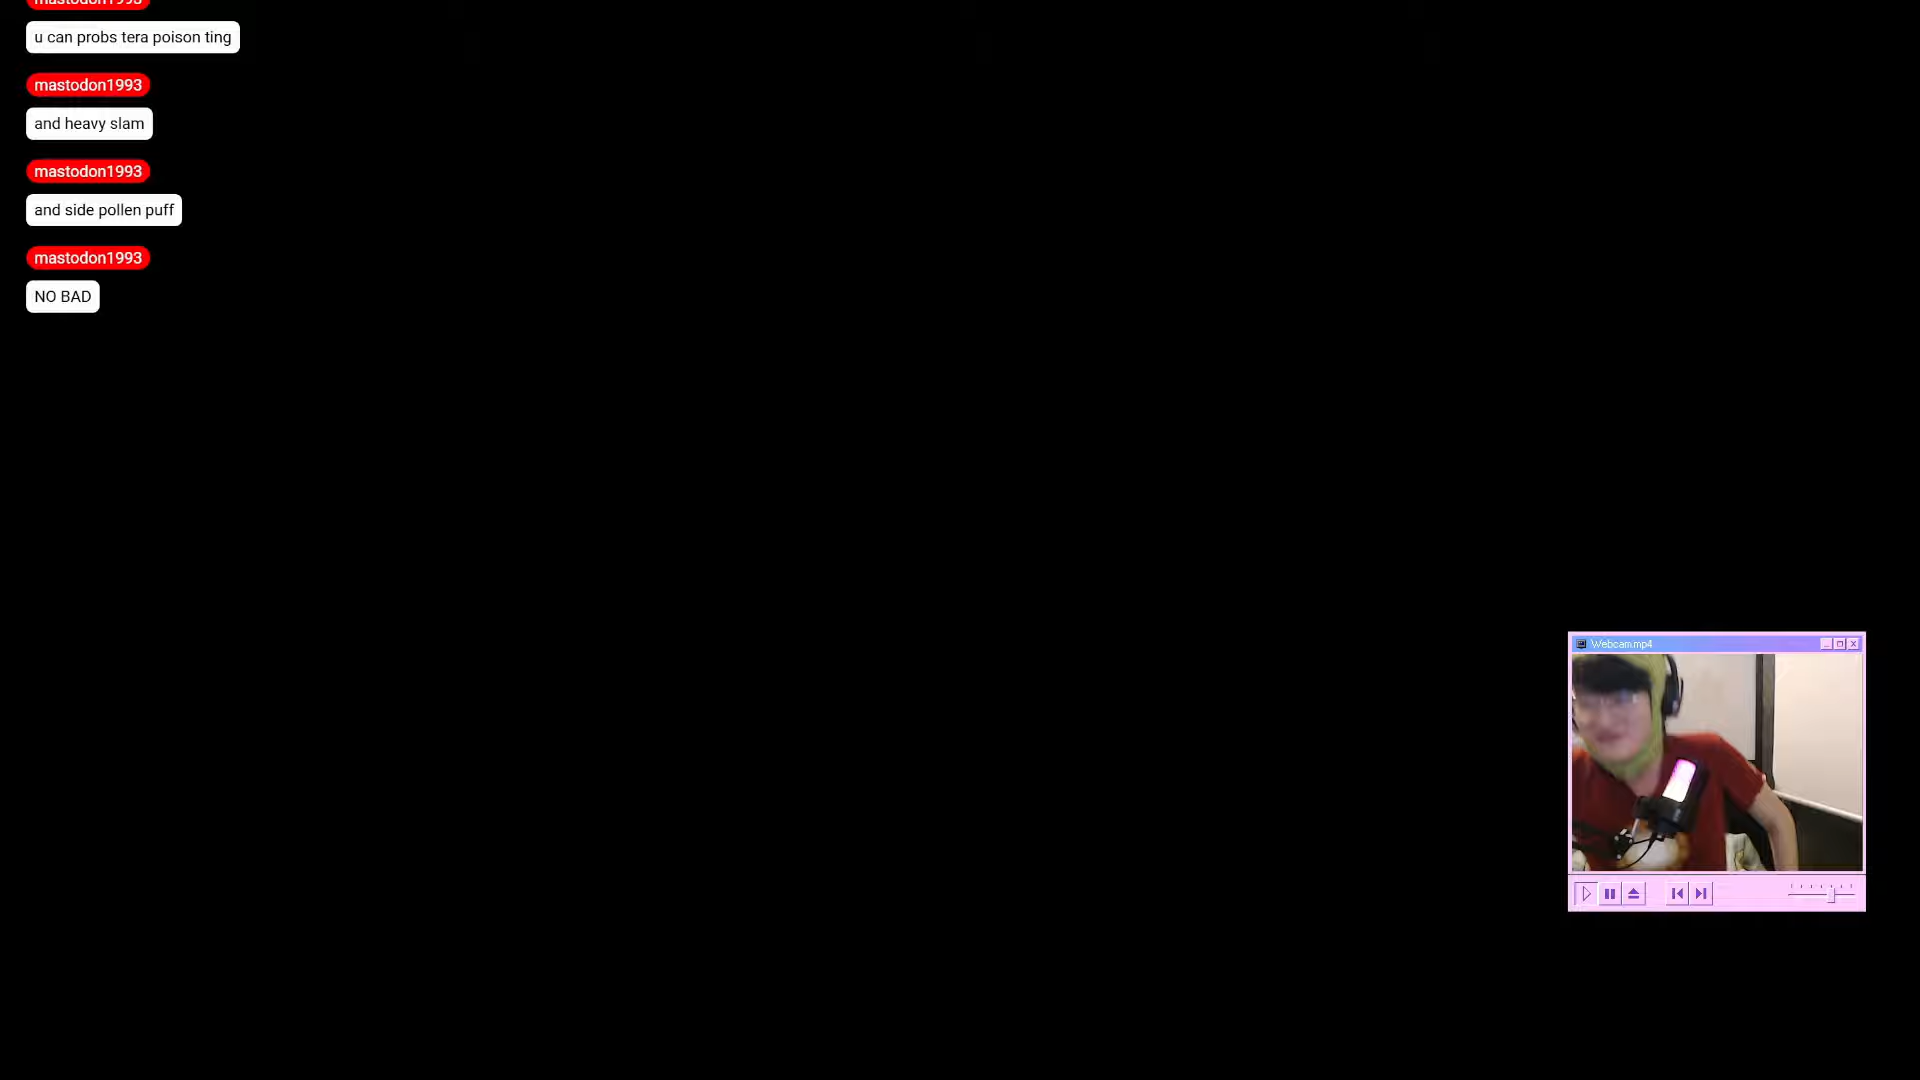 mastodon1993
u can probs tera poison ting
mastodon1993
and heavy slam
mastodon1993
and side pollen puff
mastodon1993
NO BAD
Webcam.mp4